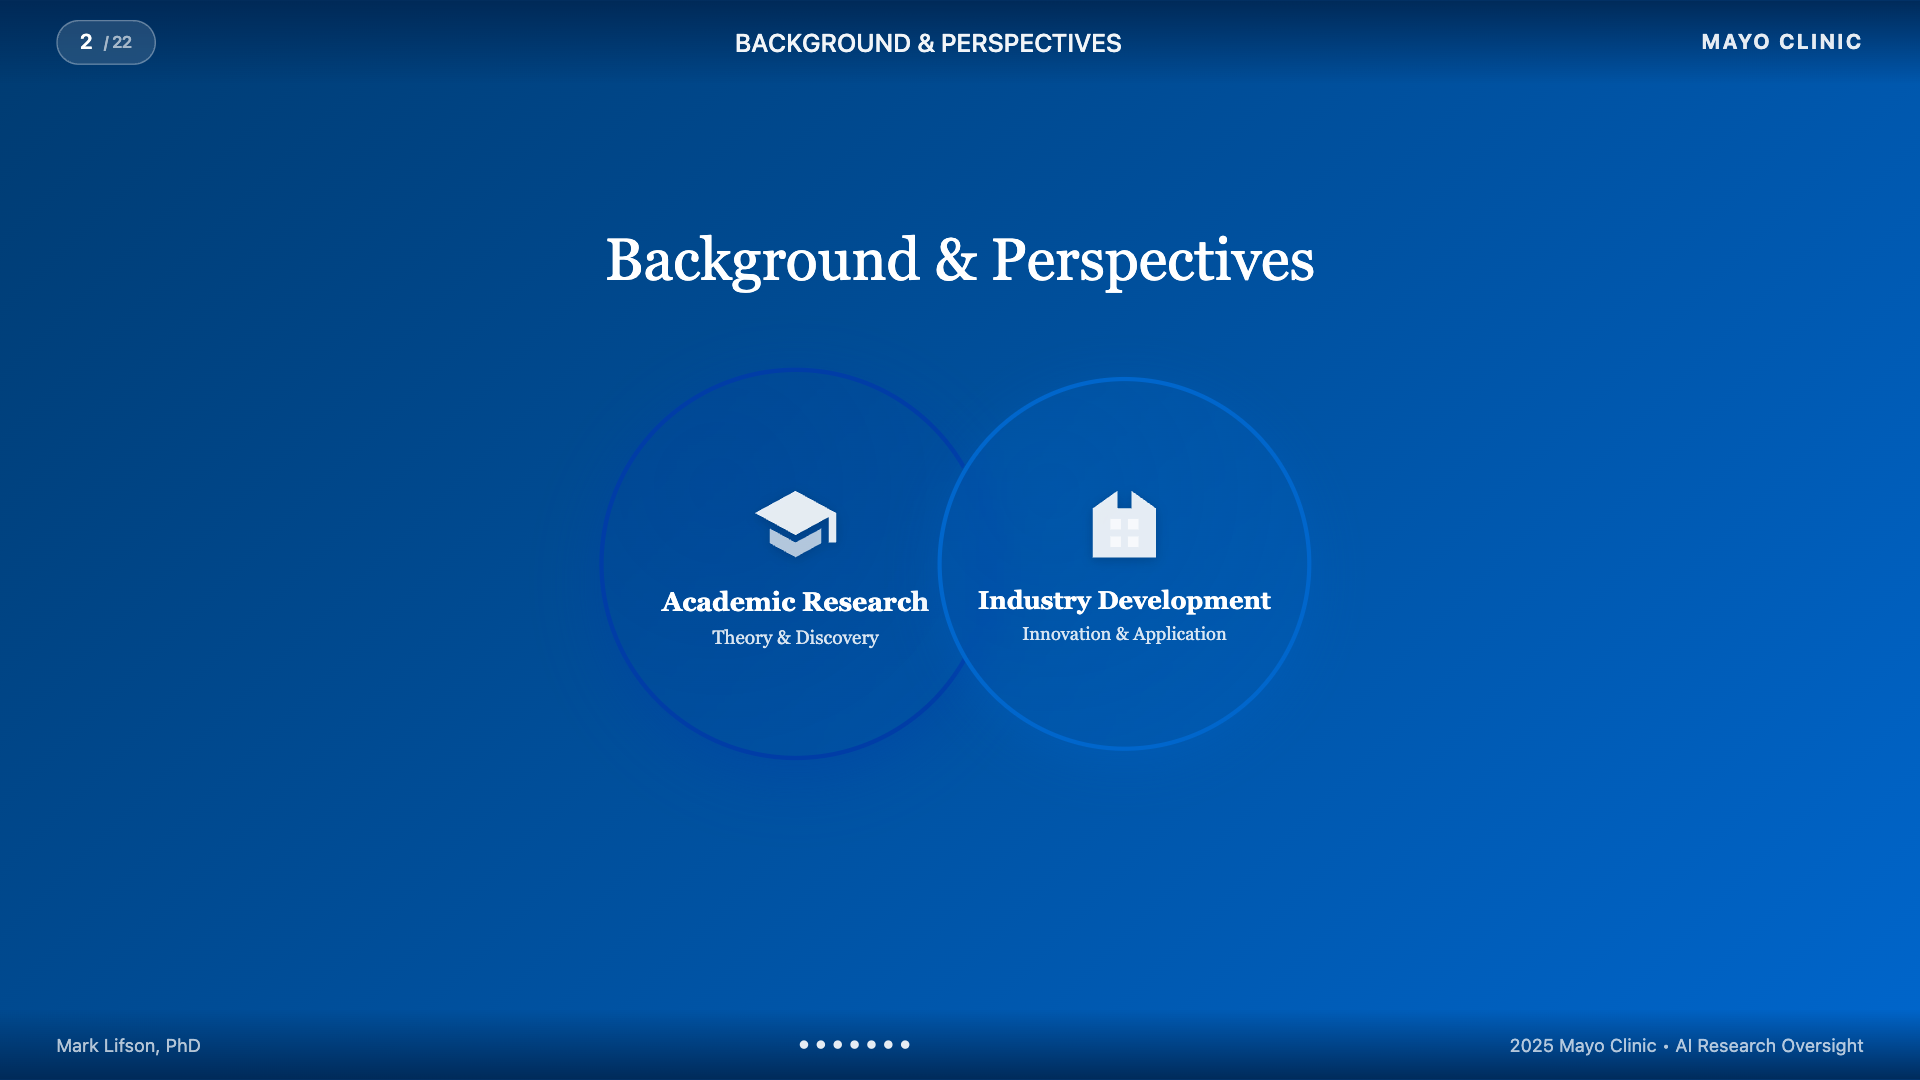 2 / 22
BACKGROUND & PERSPECTIVES
MAYO CLINIC
Background & Perspectives
Academic Research
Theory & Discovery
Industry Development
Innovation & Application
Mark Lifson, PhD
2025 Mayo Clinic • AI Research Oversight